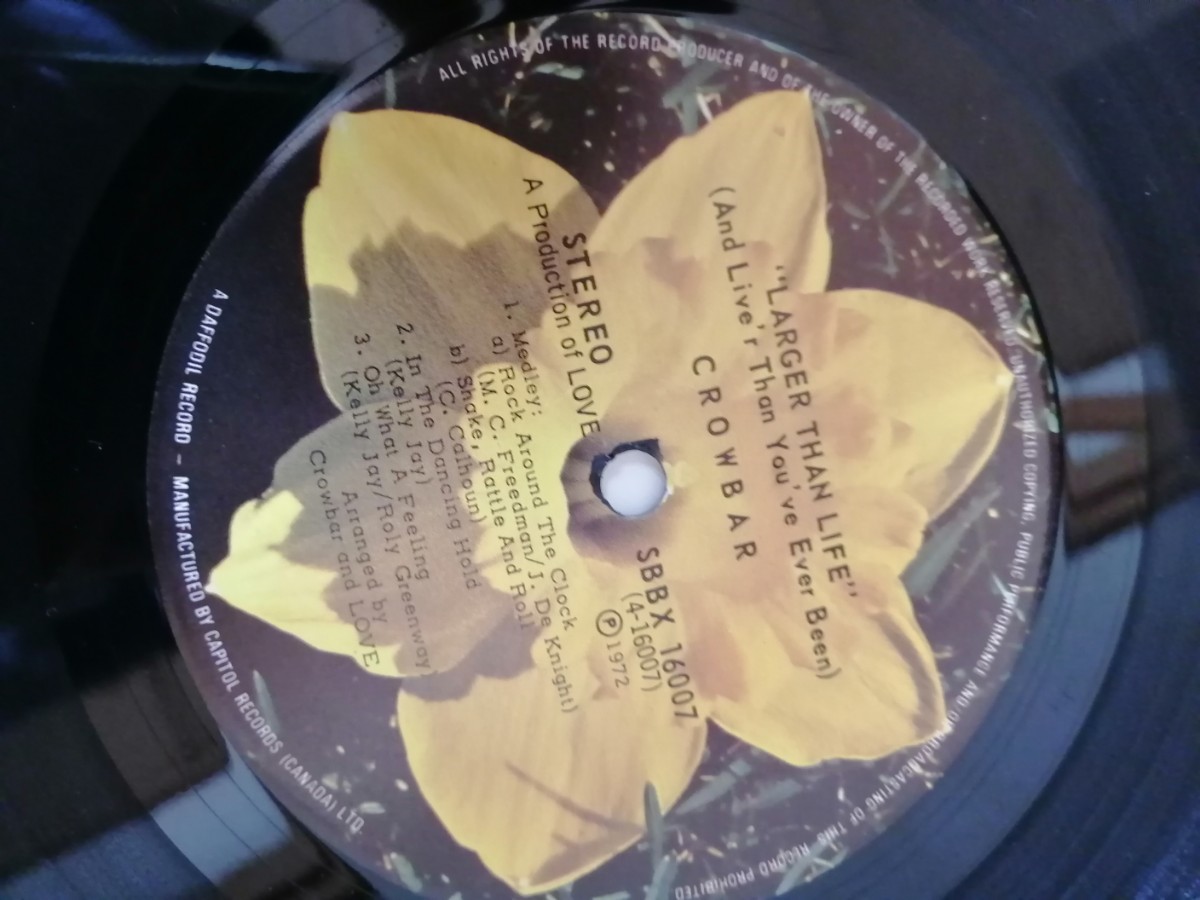 "LARGER THAN LIFE"
(And Live'r Than You've Ever Been)
CROWBAR
STEREO
A Production of LOVE
SBBX 16007
(4-16007)
Ⓟ1972
1. Medley:
a) Rock Around The Clock
(M. C. Freedman/J. De Knight)
b) Shake, Rattle And Roll
(C. Calhoun)
2. In The Dancing Hold
(Kelly Jay)
3. Oh What A Feeling
(Kelly Jay/Roly Greenway)
Arranged by
Crowbar and LOVE
A DAFFODIL RECORD – MANUFACTURED BY CAPITOL RECORDS (CANADA) LTD.
ALL RIGHTS OF THE RECORD PRODUCER AND OF THE OWNER OF THE RECORDED WORK RESERVED UNAUTHORIZED COPYING, PUBLIC PERFORMANCE AND/OR BROADCASTING OF THIS RECORD PROHIBITED